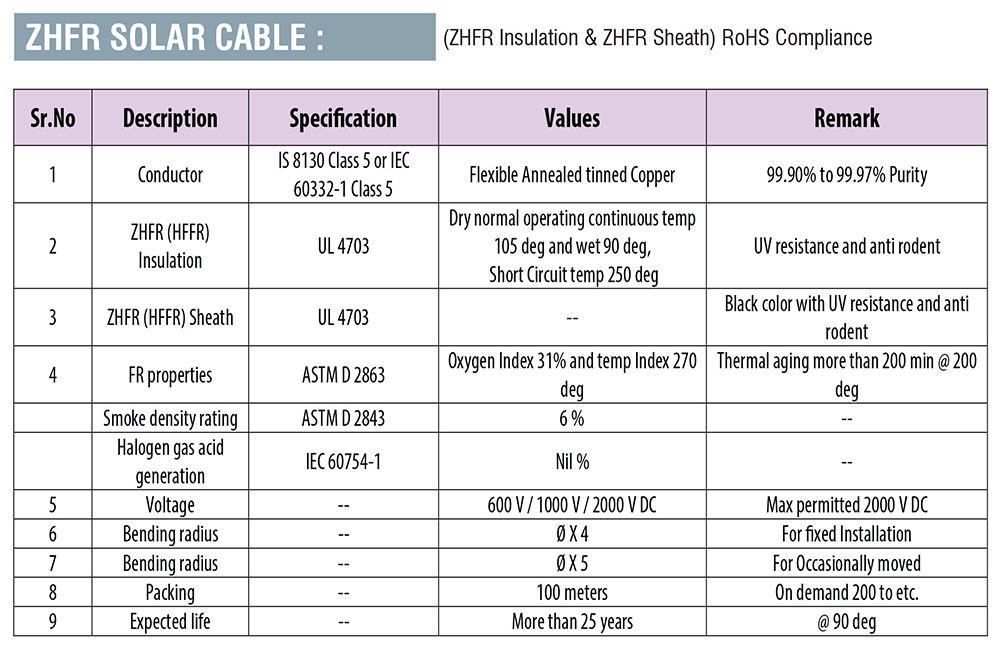 ZHFR SOLAR CABLE :
(ZHFR Insulation & ZHFR Sheath) RoHS Compliance
Sr.No Description Specification Values Remark
1 Conductor IS 8130 Class 5 or IEC 60332-1 Class 5 Flexible Annealed tinned Copper 99.90% to 99.97% Purity
2 ZHFR (HFFR) Insulation UL 4703 Dry normal operating continuous temp 105 deg and wet 90 deg, Short Circuit temp 250 deg UV resistance and anti rodent
3 ZHFR (HFFR) Sheath UL 4703 -- Black color with UV resistance and anti rodent
4 FR properties ASTM D 2863 Oxygen Index 31% and temp Index 270 deg Thermal aging more than 200 min @ 200 deg
Smoke density rating ASTM D 2843 6 % --
Halogen gas acid generation IEC 60754-1 Nil % --
5 Voltage -- 600 V / 1000 V / 2000 V DC Max permitted 2000 V DC
6 Bending radius -- Ø X 4 For fixed Installation
7 Bending radius -- Ø X 5 For Occasionally moved
8 Packing -- 100 meters On demand 200 to etc.
9 Expected life -- More than 25 years @ 90 deg